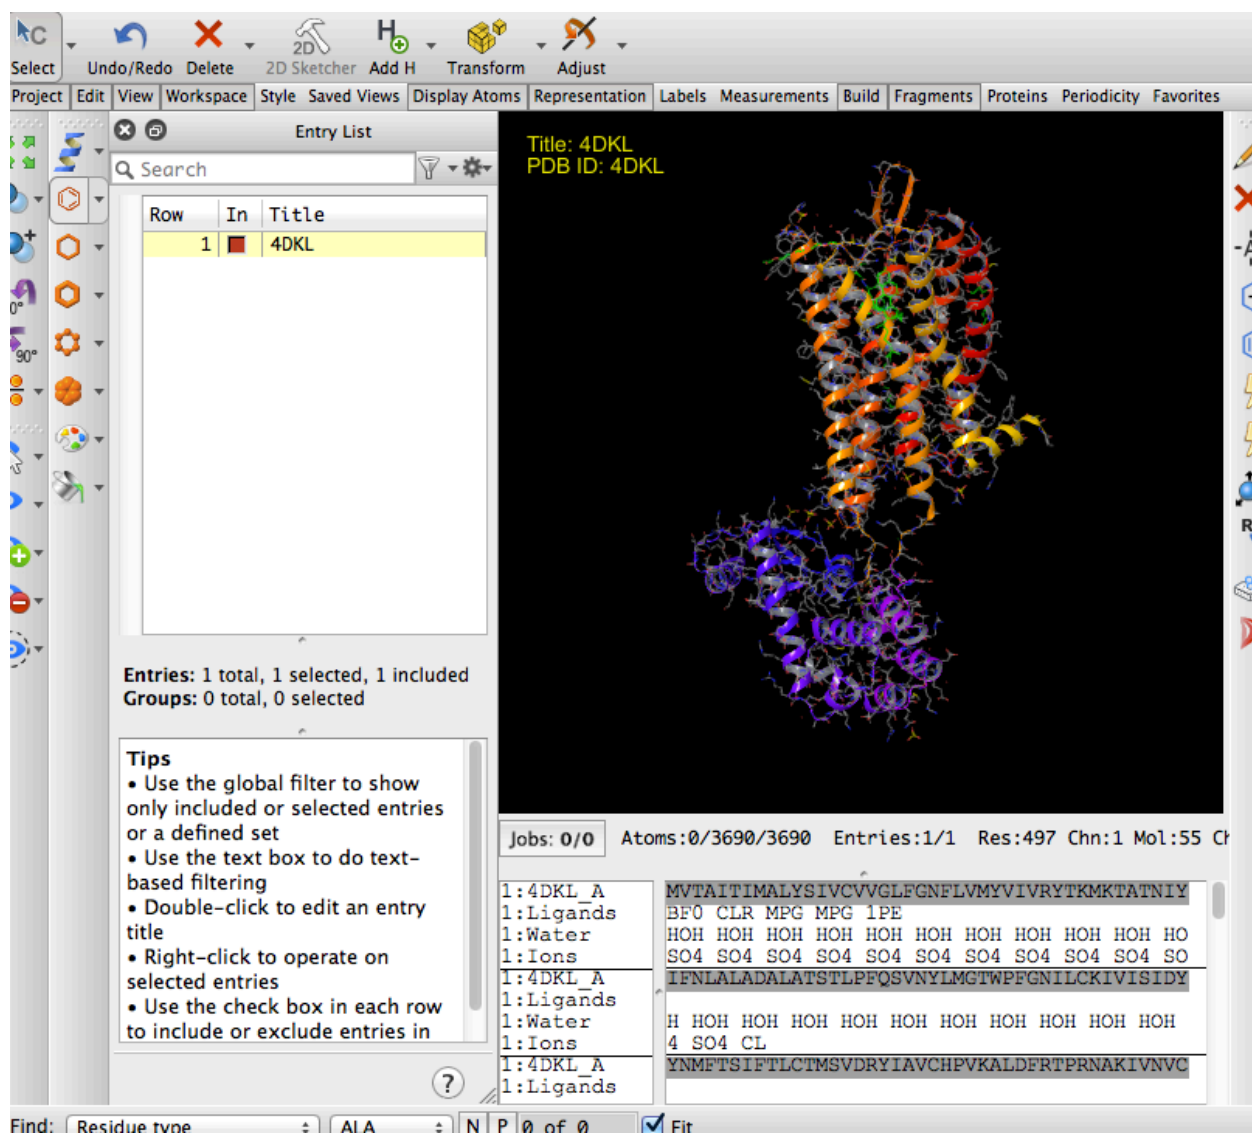 C
2D
H
Select Undo/Redo Delete 2D Sketcher Add H Transform Adjust
Project Edit View Workspace Style Saved Views Display Atoms Representation Labels Measurements Build Fragments Proteins Periodicity Favorites
Entry List
Search
Row In Title
1 4DKL
90°
Title: 4DKL
PDB ID: 4DKL
Entries: 1 total, 1 selected, 1 included
Groups: 0 total, 0 selected
Tips
• Use the global filter to show
only included or selected entries
or a defined set
• Use the text box to do text-
based filtering
• Double-click to edit an entry
title
• Right-click to operate on
selected entries
• Use the check box in each row
to include or exclude entries in
?
Jobs: 0/0 Atoms:0/3690/3690 Entries:1/1 Res:497 Chn:1 Mol:55 Ch
1:4DKL_A MVTAITIMALYSIVCVVGLFGNFLVMYVIVRYTKMKTATNIY
1:Ligands BF0 CLR MPG MPG 1PE
1:Water HOH HOH HOH HOH HOH HOH HOH HOH HOH HOH HO
1:Ions SO4 SO4 SO4 SO4 SO4 SO4 SO4 SO4 SO4 SO4 SO
1:4DKL_A IFNLALADALATSTLPFQSVNYLMGTWPFGNILCKIVISIDY
1:Ligands
1:Water H HOH HOH HOH HOH HOH HOH HOH HOH HOH HOH
1:Ions 4 SO4 CL
1:4DKL_A YNMFTSIFTLCTMSVDRYIAVCHPVKALDFRTPRNAKIVNVC
1:Ligands
Find: Residue type ALA N P 0 of 0 Fit